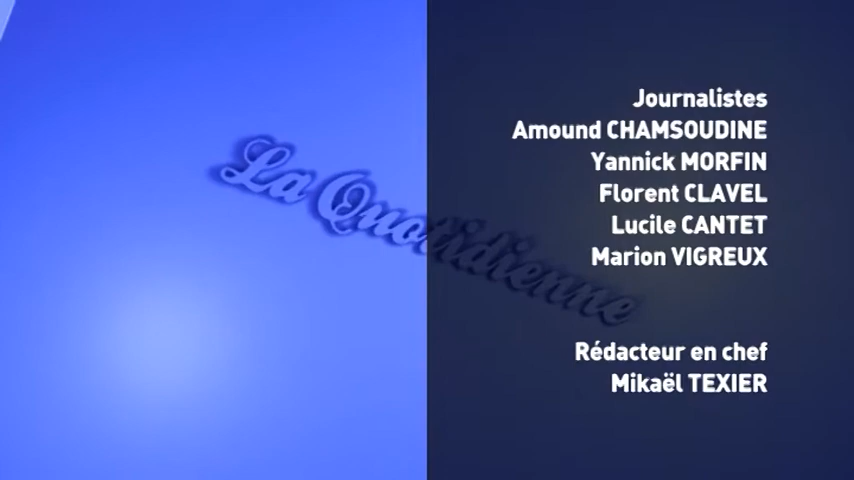 La Quotidienne
Journalistes
Amound CHAMSOUDINE
Yannick MORFIN
Florent CLAVEL
Lucile CANTET
Marion VIGREUX
Rédacteur en chef
Mikaël TEXIER